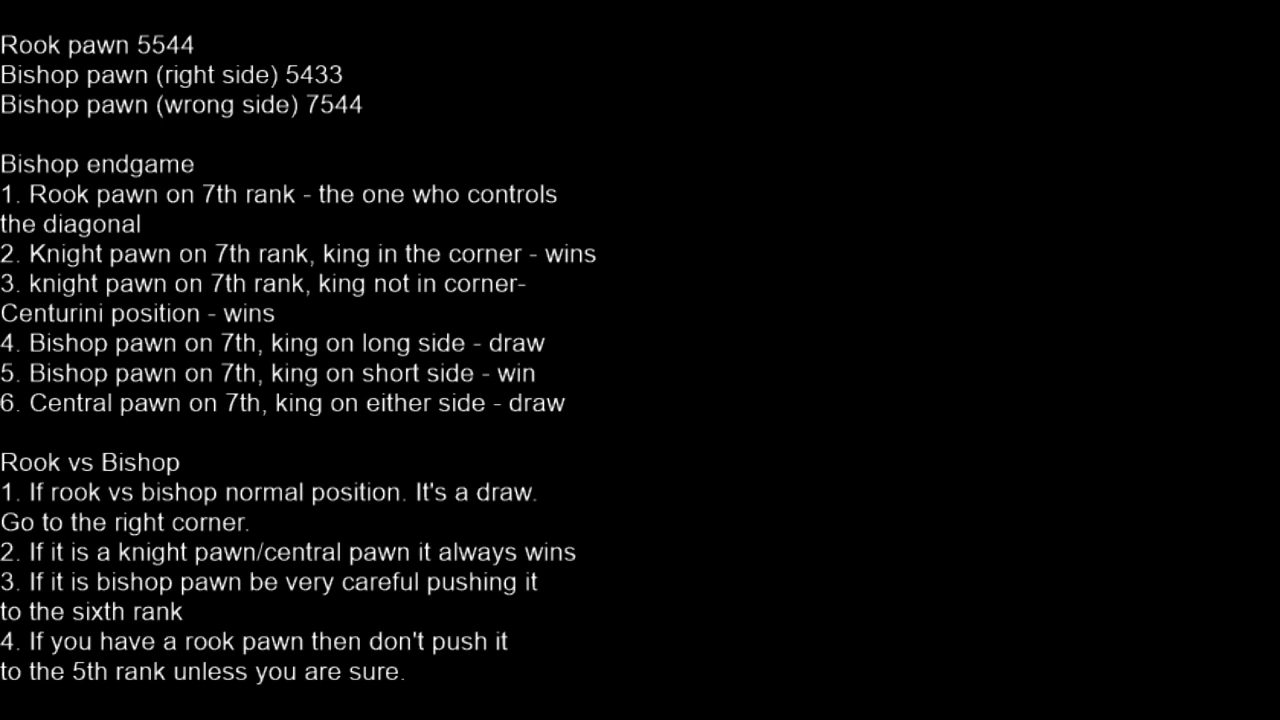 Rook pawn 5544
Bishop pawn (right side) 5433
Bishop pawn (wrong side) 7544
Bishop endgame
1. Rook pawn on 7th rank - the one who controls
the diagonal
2. Knight pawn on 7th rank, king in the corner - wins
3. knight pawn on 7th rank, king not in corner-
Centurini position - wins
4. Bishop pawn on 7th, king on long side - draw
5. Bishop pawn on 7th, king on short side - win
6. Central pawn on 7th, king on either side - draw
Rook vs Bishop
1. If rook vs bishop normal position. It's a draw.
Go to the right corner.
2. If it is a knight pawn/central pawn it always wins
3. If it is bishop pawn be very careful pushing it
to the sixth rank
4. If you have a rook pawn then don't push it
to the 5th rank unless you are sure.